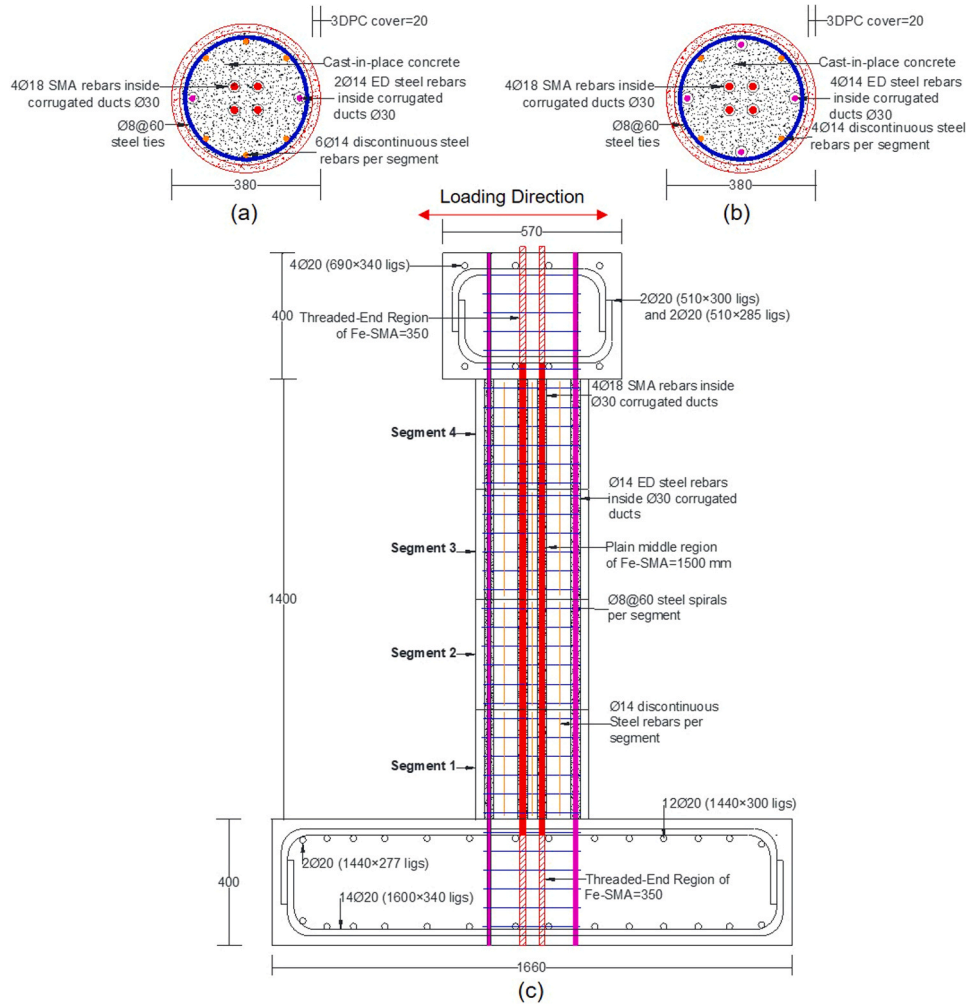 3DPC cover=20
Cast-in-place concrete
4Ø18 SMA rebars inside
corrugated ducts Ø30
2Ø14 ED steel rebars
inside corrugated
ducts Ø30
Ø8@60
steel ties
6Ø14 discontinuous steel
rebars per segment
380
(a)
3DPC cover=20
Cast-in-place concrete
4Ø18 SMA rebars inside
corrugated ducts Ø30
4Ø14 ED steel rebars
inside corrugated
ducts Ø30
Ø8@60
steel ties
4Ø14 discontinuous steel
rebars per segment
380
(b)
Loading Direction
570
4Ø20 (690×340 ligs)
400
Threaded-End Region
of Fe-SMA=350
2Ø20 (510×300 ligs)
and 2Ø20 (510×285 ligs)
4Ø18 SMA rebars inside
Ø30 corrugated ducts
Segment 4
Ø14 ED steel rebars
inside Ø30 corrugated
ducts
Segment 3
Plain middle region
of Fe-SMA=1500 mm
1400
Ø8@60 steel spirals
per segment
Segment 2
Ø14 discontinuous
Steel rebars per
segment
Segment 1
12Ø20 (1440×300 ligs)
2Ø20 (1440×277 ligs)
400
14Ø20 (1600×340 ligs)
Threaded-End Region of
Fe-SMA=350
1660
(c)